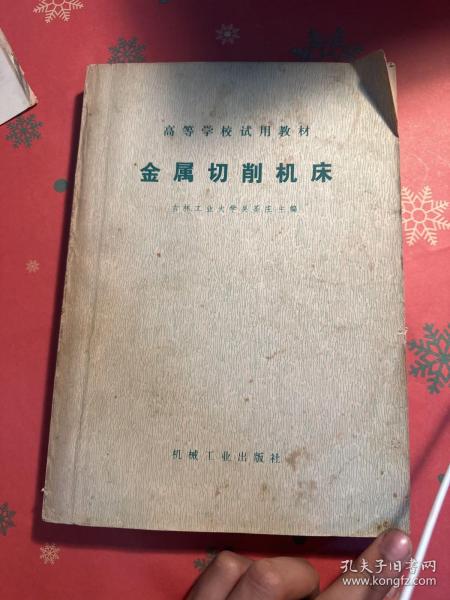 高等学校试用教材
金属切削机床
吉林工业大学吴圣庄主编
机械工业出版社
孔夫子旧书网
www.kongfz.com